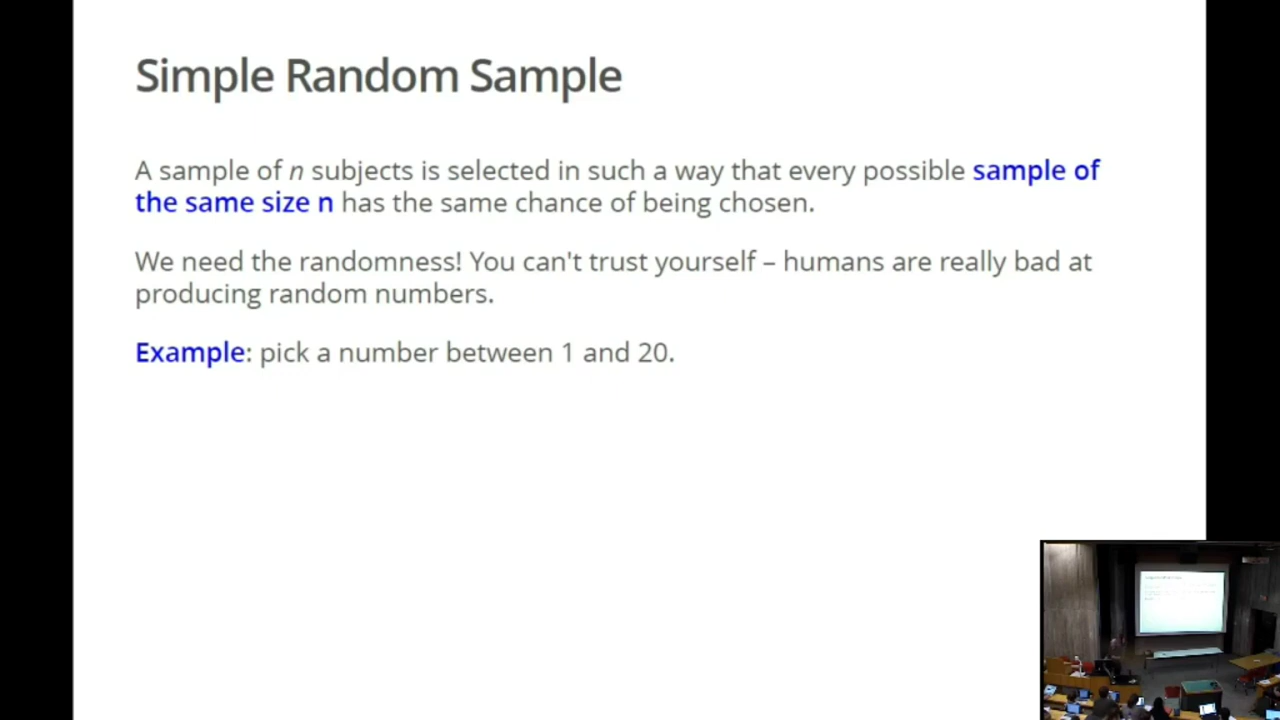 Simple Random Sample
A sample of n subjects is selected in such a way that every possible sample of
the same size n has the same chance of being chosen.
We need the randomness! You can't trust yourself – humans are really bad at
producing random numbers.
Example: pick a number between 1 and 20.